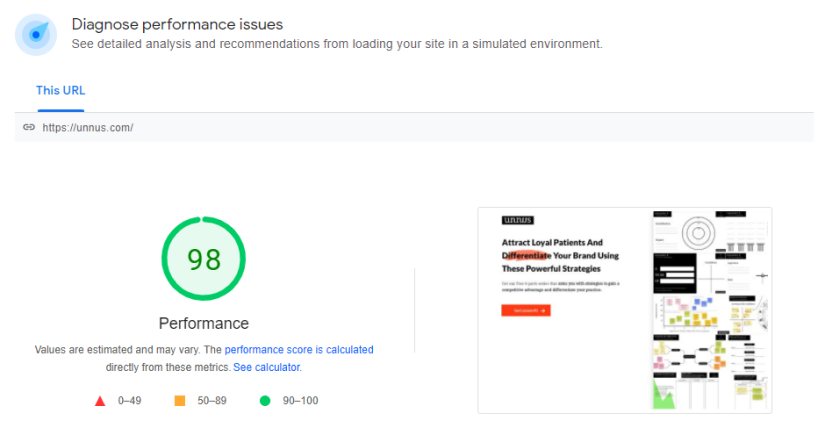 Diagnose performance issues
See detailed analysis and recommendations from loading your site in a simulated environment.
This URL
https://unnus.com/
98
Performance
Values are estimated and may vary. The performance score is calculated
directly from these metrics. See calculator.
0–49
50–89
90–100
unnus
Attract Loyal Patients And
Differentiate Your Brand Using
These Powerful Strategies